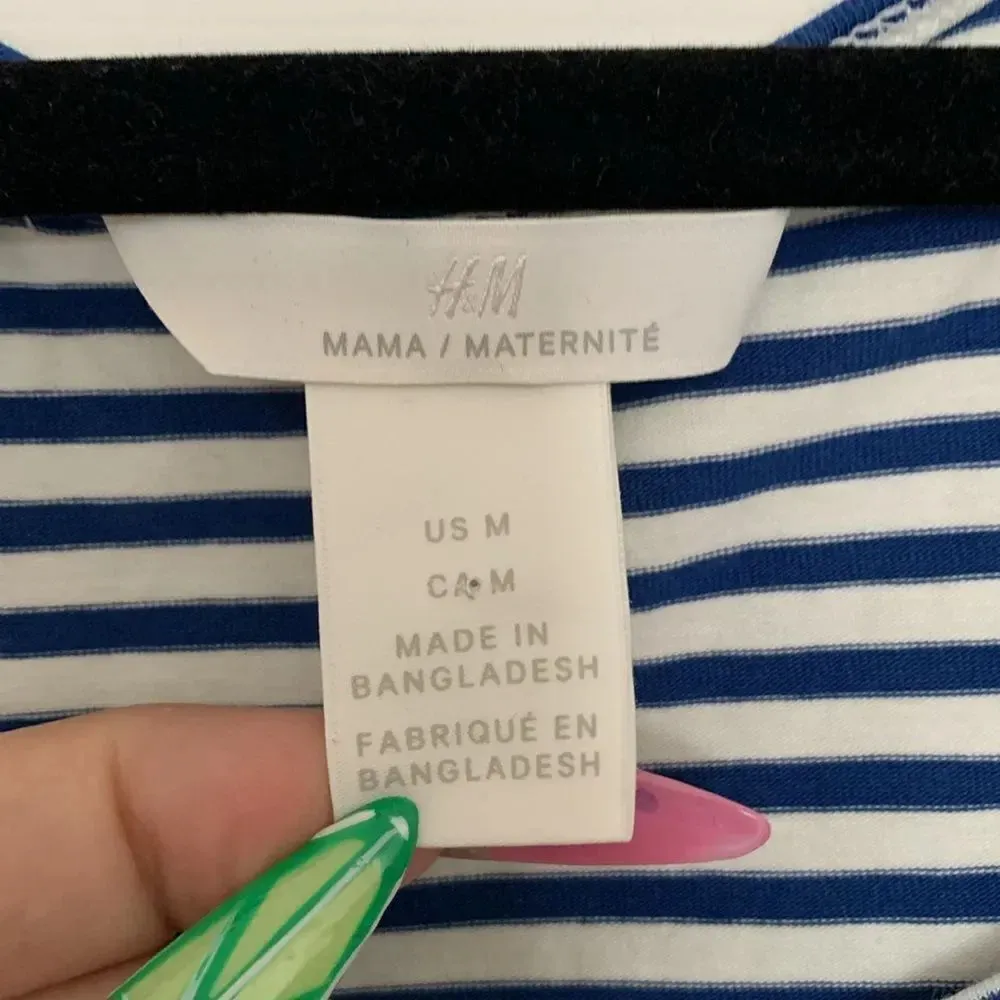 H&M
MAMA / MATERNITÉ
US M
CA M
MADE IN
BANGLADESH
FABRIQUÉ EN
BANGLADESH